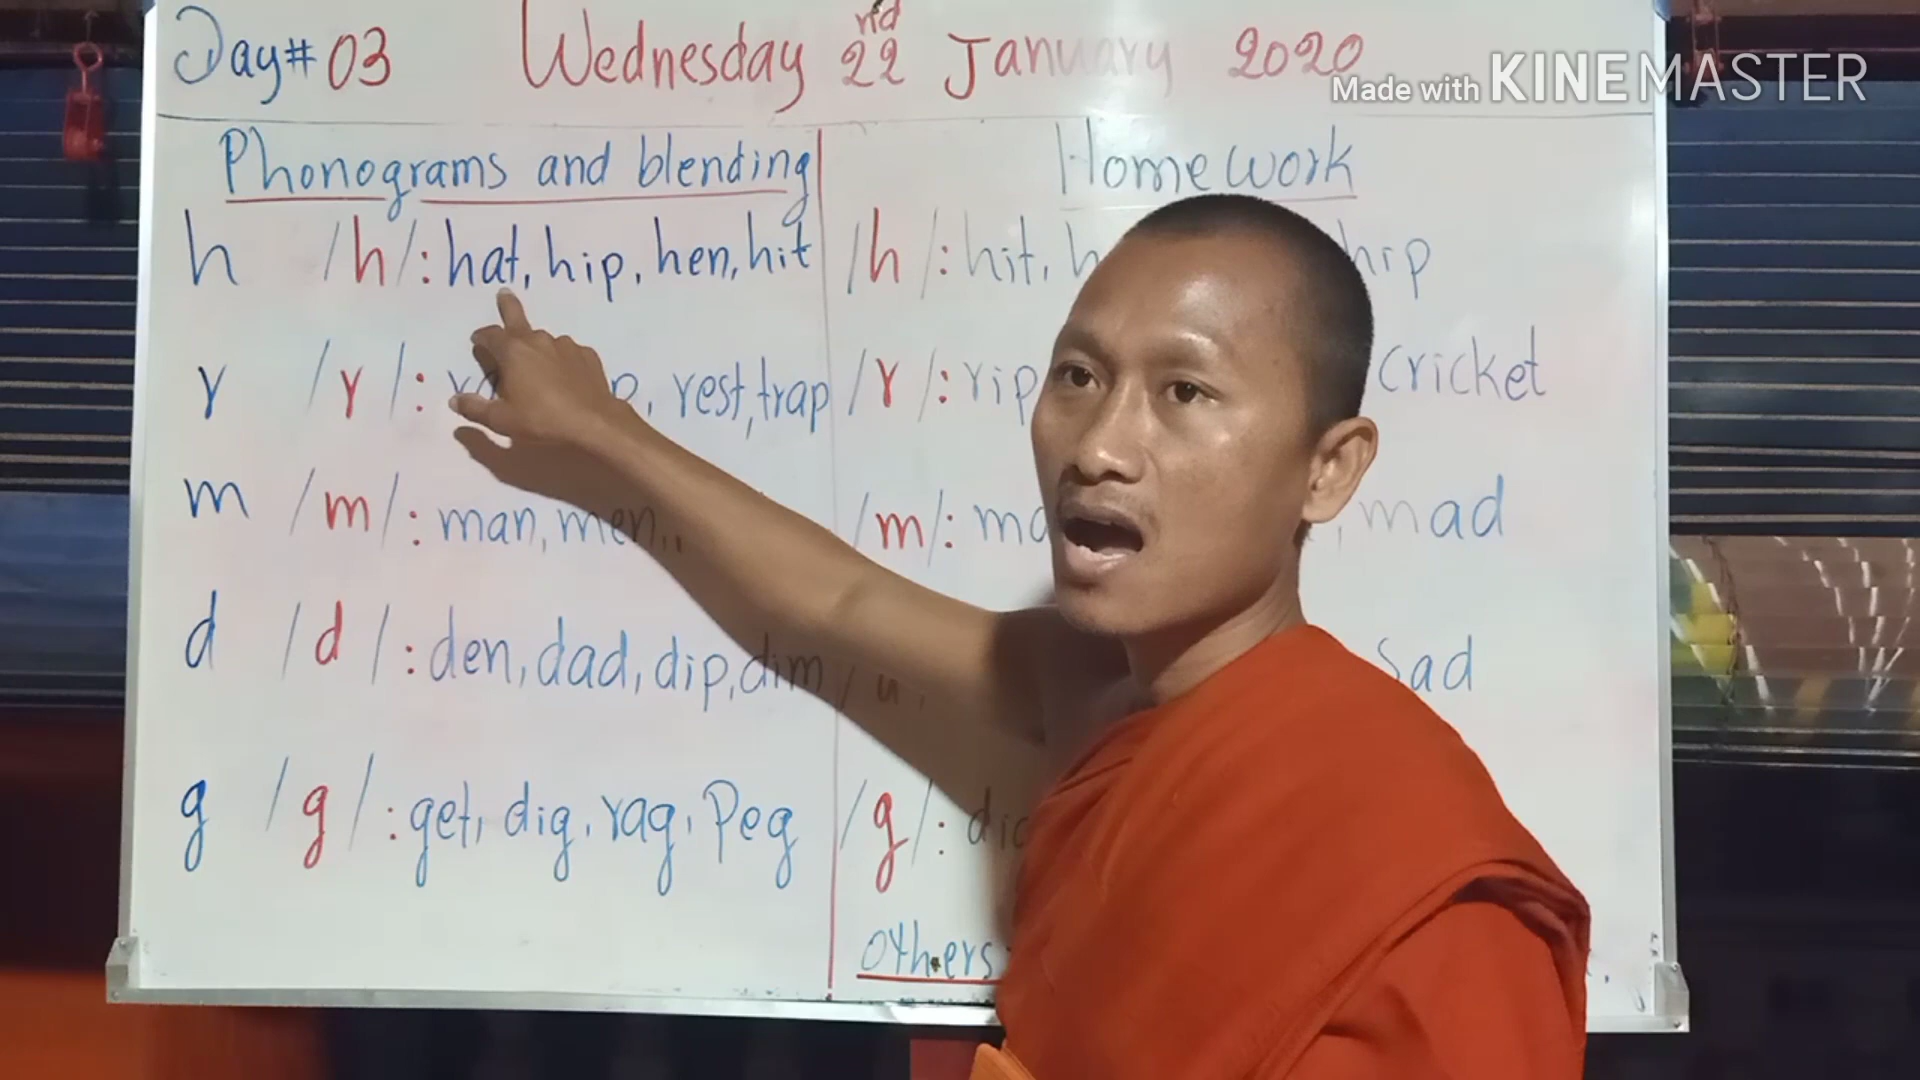 Day# 03 Wednesday 22nd January 2020
Made with KINEMASTER
Phonograms and blending
h /h/: hat, hip, hen, hit
r /r/: rest, trap
m /m/: man, men,
d /d/: den, dad, dip, dim
g /g/: get, dig, rag, Peg
Homework
/h/: hit, hip
/r/: rip cricket
/m/: mad
sad
/g/:
Others